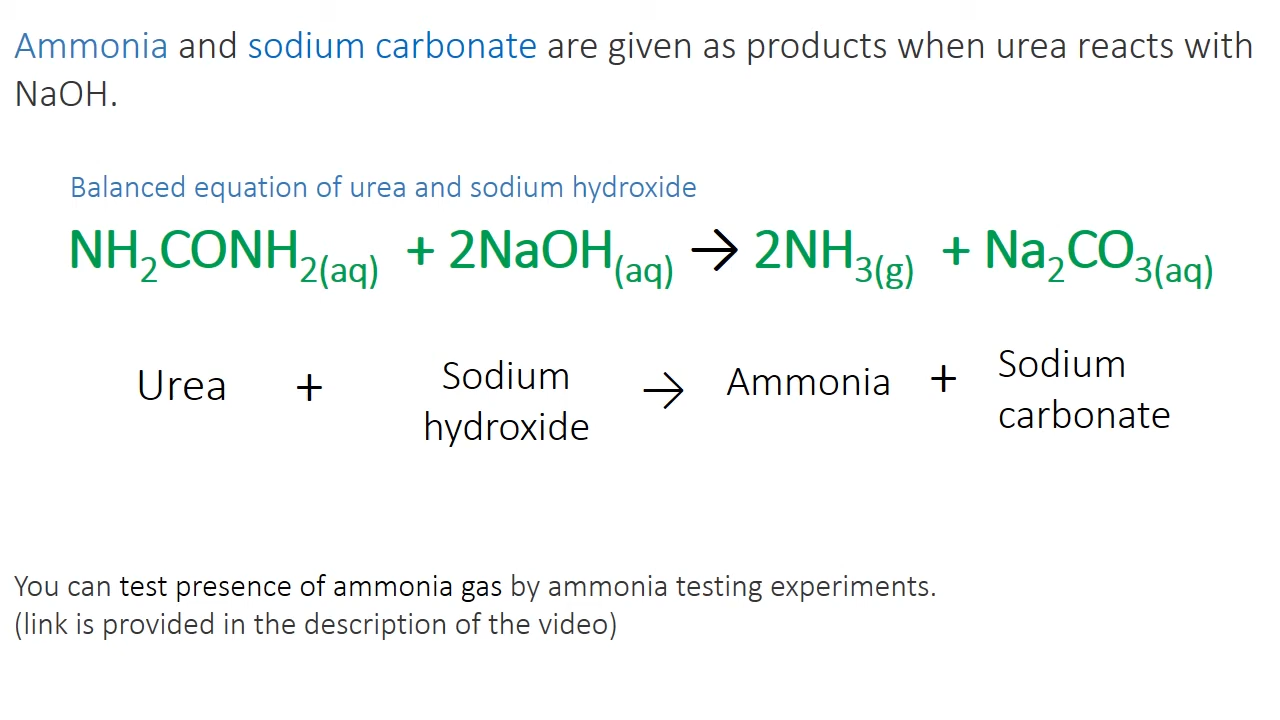 Ammonia and sodium carbonate are given as products when urea reacts with
NaOH.
Balanced equation of urea and sodium hydroxide
NH₂CONH₂(aq) + 2NaOH(aq) → 2NH₃(g) + Na₂CO₃(aq)
Urea + Sodium hydroxide → Ammonia + Sodium carbonate
You can test presence of ammonia gas by ammonia testing experiments.
(link is provided in the description of the video)